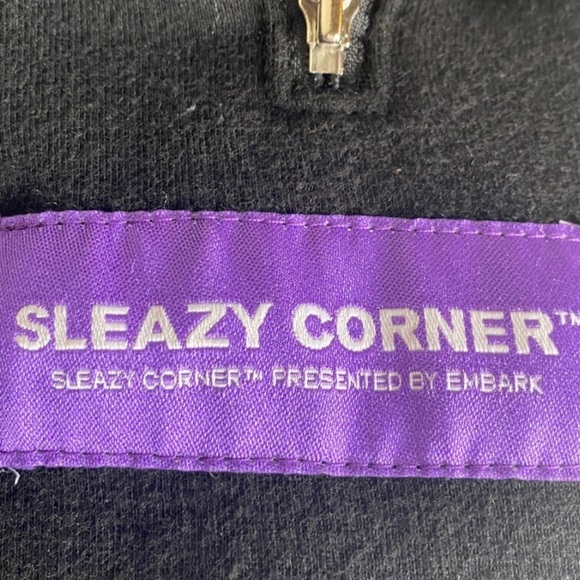 SLEAZY CORNER™
SLEAZY CORNER™ PRESENTED BY EMBARK